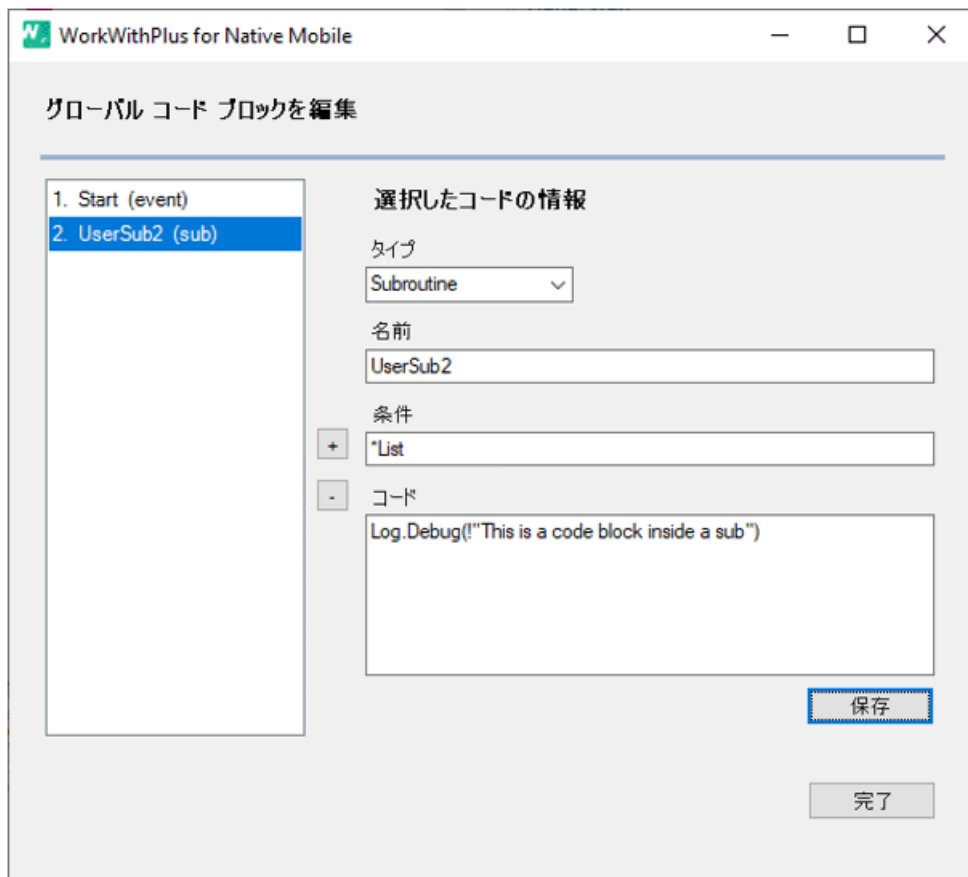 WorkWithPlus for Native Mobile
グローバル コード ブロックを編集
1. Start (event)
2. UserSub2 (sub)
選択したコードの情報
タイプ
Subroutine
名前
UserSub2
条件
+
*List
-
コード
Log.Debug(!"This is a code block inside a sub")
保存
完了